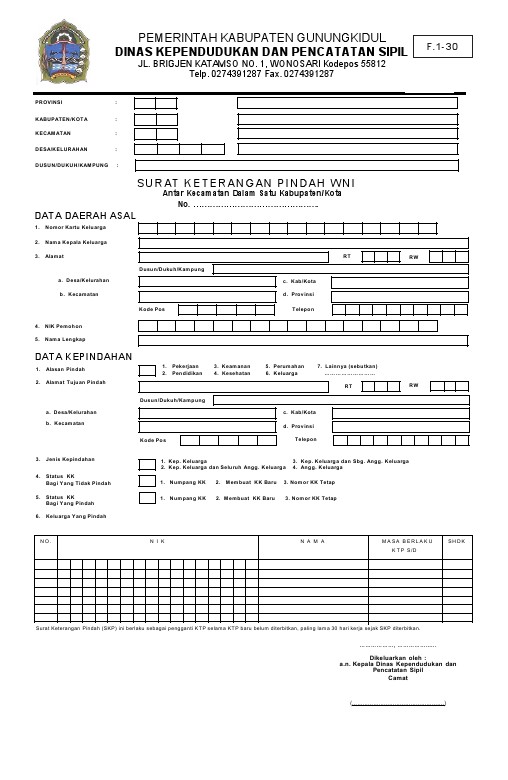 PEMERINTAH KABUPATEN GUNUNGKIDUL
DINAS KEPENDUDUKAN DAN PENCATATAN SIPIL
F.1-30
JL. BRIGJEN KATAMSO NO. 1, WONOSARI Kodepos 55812
Telp. 0274391287 Fax. 0274391287
PROVINSI :
KABUPATEN/KOTA :
KECAMATAN :
DESA/KELURAHAN :
DUSUN/DUKUH/KAMPUNG :
SURAT KETERANGAN PINDAH WNI
Antar Kecamatan Dalam Satu Kabupaten/Kota
No. ................................................
DATA DAERAH ASAL
1. Nomor Kartu Keluarga
2. Nama Kepala Keluarga
3. Alamat RT RW
Dusun/Dukuh/Kampung
a. Desa/Kelurahan c. Kab/Kota
b. Kecamatan d. Provinsi
Kode Pos Telepon
4. NIK Pemohon
5. Nama Lengkap
DATA KEPINDAHAN
1. Alasan Pindah 1. Pekerjaan 3. Keamanan 5. Perumahan 7. Lainnya (sebutkan)
2. Pendidikan 4. Kesehatan 6. Keluarga ..........................
2. Alamat Tujuan Pindah RT RW
Dusun/Dukuh/Kampung
a. Desa/Kelurahan c. Kab/Kota
b. Kecamatan d. Provinsi
Kode Pos Telepon
3. Jenis Kepindahan 1. Kep. Keluarga 3. Kep. Keluarga dan Sbg. Angg. Keluarga
2. Kep. Keluarga dan Seluruh Angg. Keluarga 4. Angg. Keluarga
4. Status KK 1. Numpang KK 2. Membuat KK Baru 3. Nomor KK Tetap
Bagi Yang Tidak Pindah
5. Status KK 1. Numpang KK 2. Membuat KK Baru 3. Nomor KK Tetap
Bagi Yang Pindah
6. Keluarga Yang Pindah
NO. NIK NAMA MASA BERLAKU SHDK
KTP S/D
Surat Keterangan Pindah (SKP) ini berlaku sebagai pengganti KTP selama KTP baru belum diterbitkan, paling lama 30 hari kerja sejak SKP diterbitkan.
................., ...................
Dikeluarkan oleh :
a.n. Kepala Dinas Kependudukan dan
Pencatatan Sipil
Camat
(..............................................)